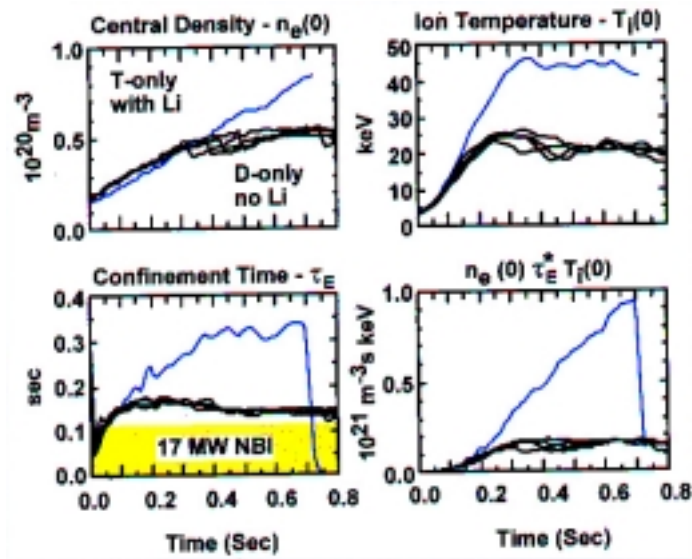 Central Density - nₑ(0)
10²⁰m⁻³
1.0
0.5
0.0
T-only
with Li
D-only
no Li
Ion Temperature - Tᵢ(0)
keV
50
40
30
20
10
0
Confinement Time - τ_E
sec
0.4
0.3
0.2
0.1
0.0
17 MW NBI
0.0 0.2 0.4 0.6 0.8
Time (Sec)
nₑ (0) τ*_E Tᵢ(0)
10²¹ m⁻³s keV
1.0
0.5
0.0
0.0 0.2 0.4 0.6 0.8
Time (Sec)